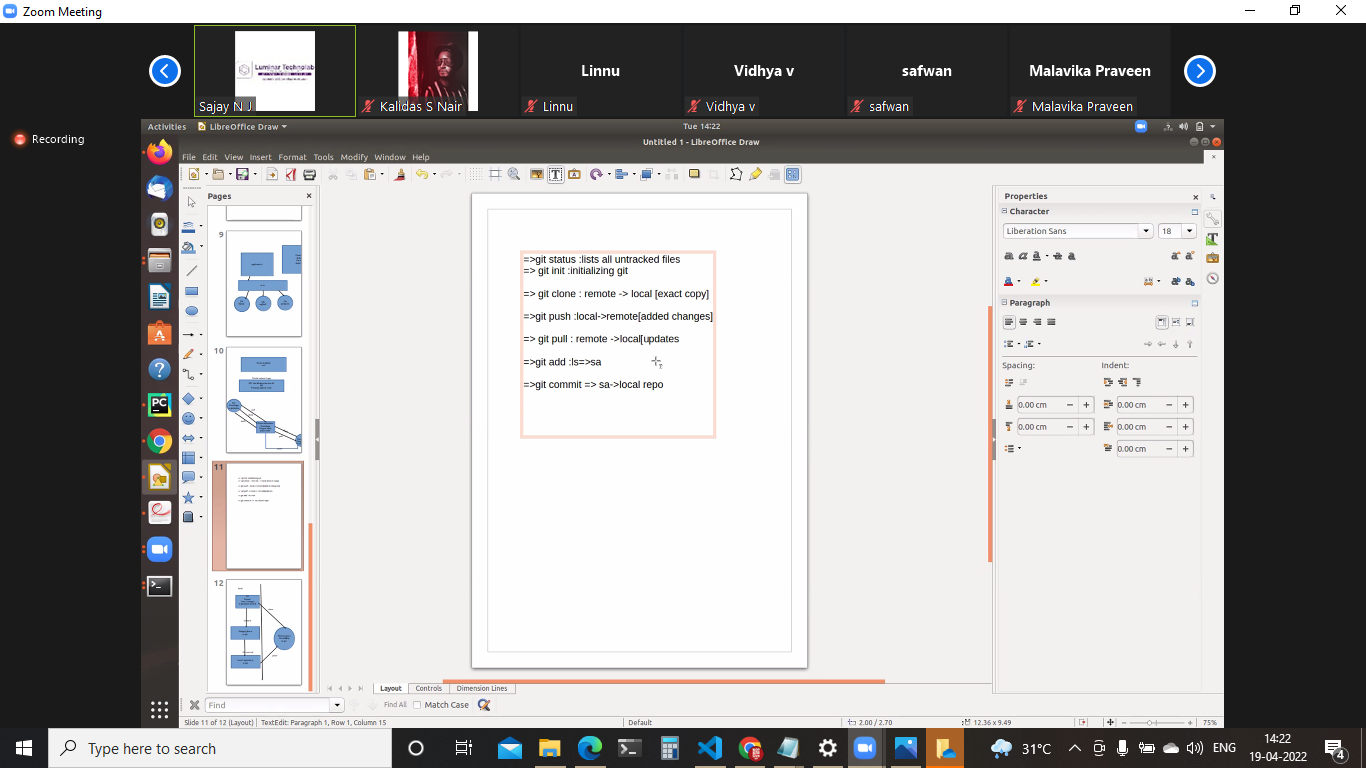 Zoom Meeting
Luminar Technolab
Linnu
Vidhya v
safwan
Malavika Praveen
Sajay N J
Kalidas S Nair
Linnu
Vidhya v
safwan
Malavika Praveen
Recording
Activities
LibreOffice Draw
Tue 14:22
Untitled 1 - LibreOffice Draw
File Edit View Insert Format Tools Modify Window Help
Pages
9
10
11
12
=>git status :lists all untracked files
=> git init :initializing git
=> git clone : remote -> local [exact copy]
=>git push :local->remote[added changes]
=> git pull : remote ->local[updates
=>git add :ls=>sa
=>git commit => sa->local repo
Properties
Character
Liberation Sans
18
Paragraph
Spacing:
Indent:
0.00 cm
0.00 cm
0.00 cm
0.00 cm
0.00 cm
Layout
Controls
Dimension Lines
Find
Find All
Match Case
Slide 11 of 12 (Layout)
TextEdit: Paragraph 1, Row 1, Column 15
Default
2.00 / 2.70
12.36 x 9.49
75%
Type here to search
31°C
ENG
14:22
19-04-2022
4